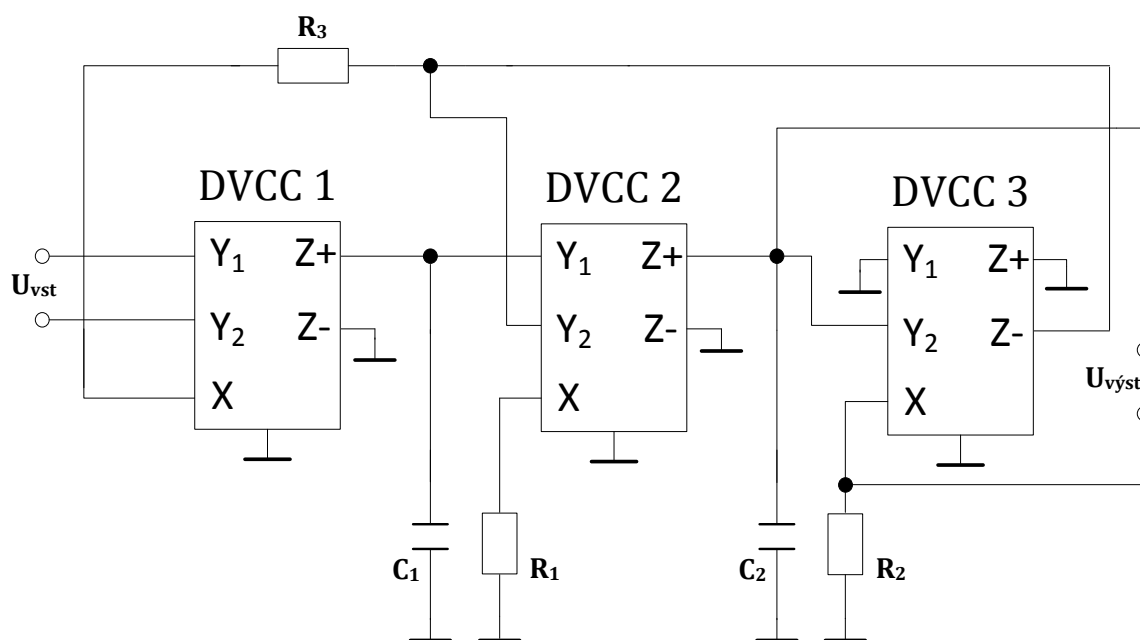 R₃
DVCC 1
DVCC 2
DVCC 3
Y₁ Z+
Y₂ Z-
X
Y₁ Z+
Y₂ Z-
X
Y₁ Z+
Y₂ Z-
X
Uvst
Uvýst
C₁
R₁
C₂
R₂